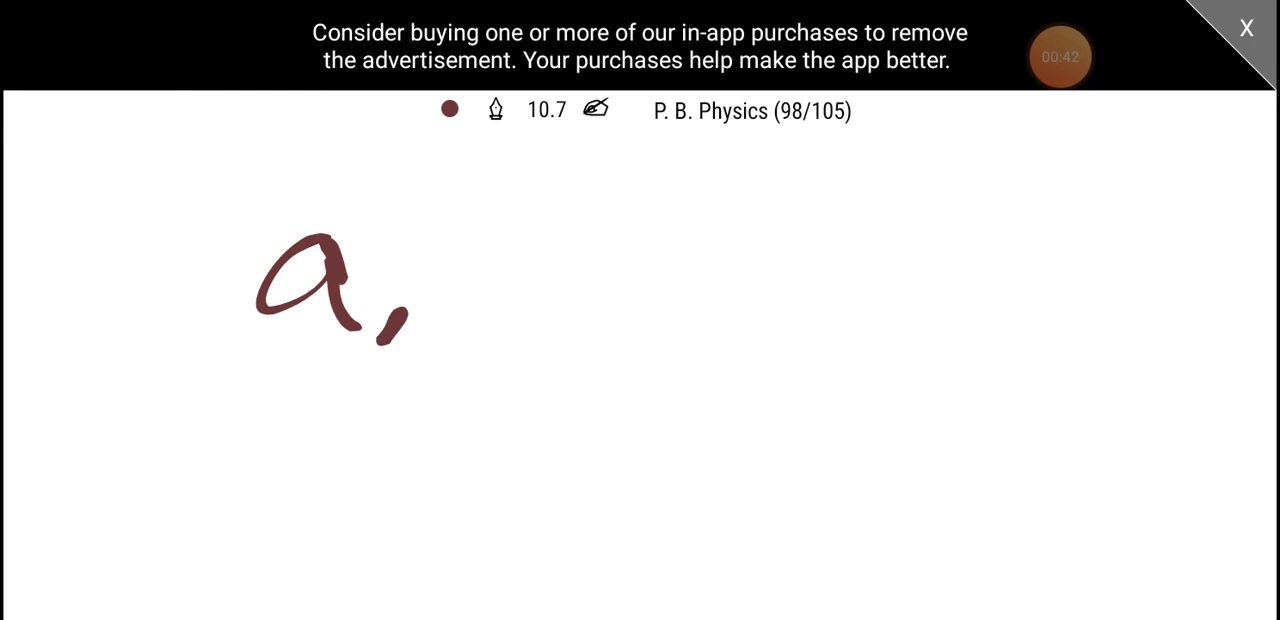 Consider buying one or more of our in-app purchases to remove
the advertisement. Your purchases help make the app better.
00:42
X
10.7 P. B. Physics (98/105)
a,